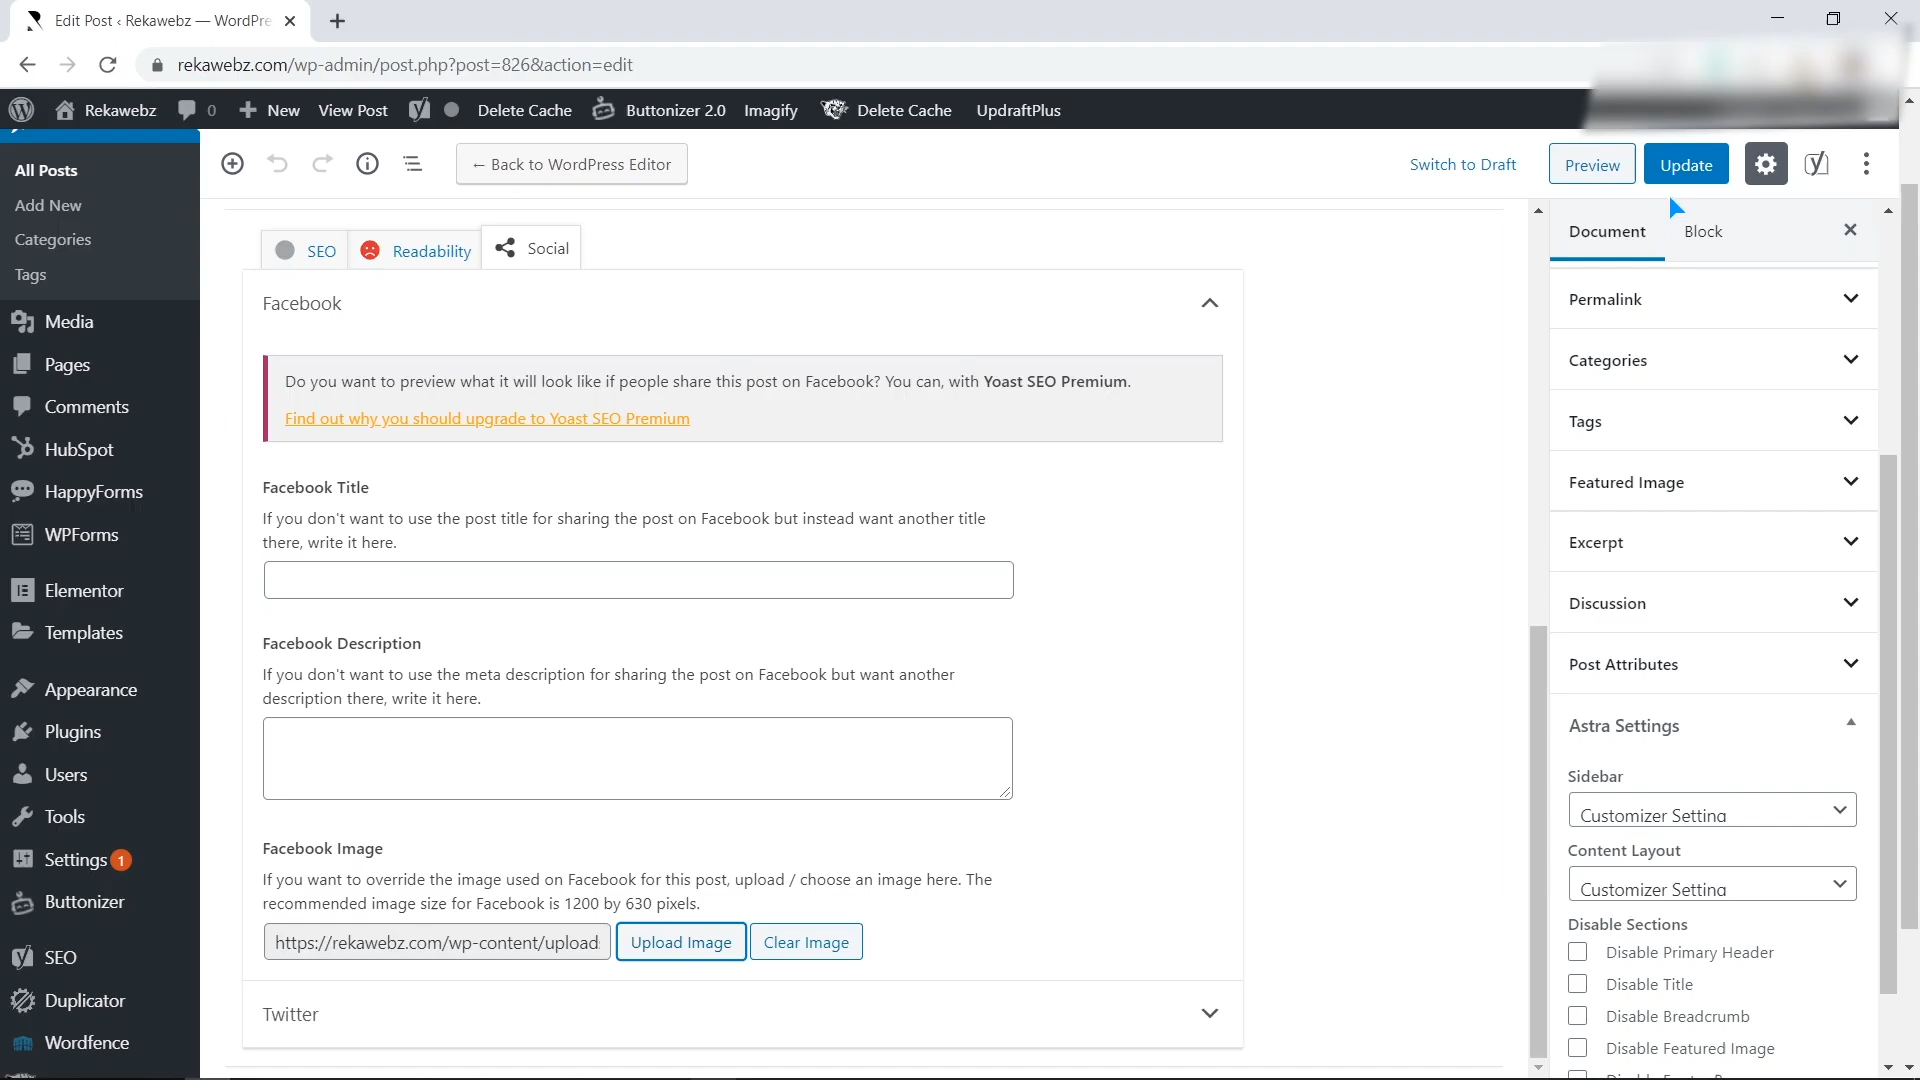 Edit Post ‹ Rekawebz — WordPre
rekawebz.com/wp-admin/post.php?post=826&action=edit
Rekawebz
0
New
View Post
Delete Cache
Buttonizer 2.0
Imagify
Delete Cache
UpdraftPlus
All Posts
Add New
Categories
Tags
Media
Pages
Comments
HubSpot
HappyForms
WPForms
Elementor
Templates
Appearance
Plugins
Users
Tools
Settings 1
Buttonizer
SEO
Duplicator
Wordfence
← Back to WordPress Editor
Switch to Draft
Preview
Update
SEO
Readability
Social
Facebook
Do you want to preview what it will look like if people share this post on Facebook? You can, with Yoast SEO Premium.
Find out why you should upgrade to Yoast SEO Premium
Facebook Title
If you don't want to use the post title for sharing the post on Facebook but instead want another title
there, write it here.
Facebook Description
If you don't want to use the meta description for sharing the post on Facebook but want another
description there, write it here.
Facebook Image
If you want to override the image used on Facebook for this post, upload / choose an image here. The
recommended image size for Facebook is 1200 by 630 pixels.
https://rekawebz.com/wp-content/upload
Upload Image
Clear Image
Twitter
Document
Block
Permalink
Categories
Tags
Featured Image
Excerpt
Discussion
Post Attributes
Astra Settings
Sidebar
Customizer Setting
Content Layout
Customizer Setting
Disable Sections
Disable Primary Header
Disable Title
Disable Breadcrumb
Disable Featured Image